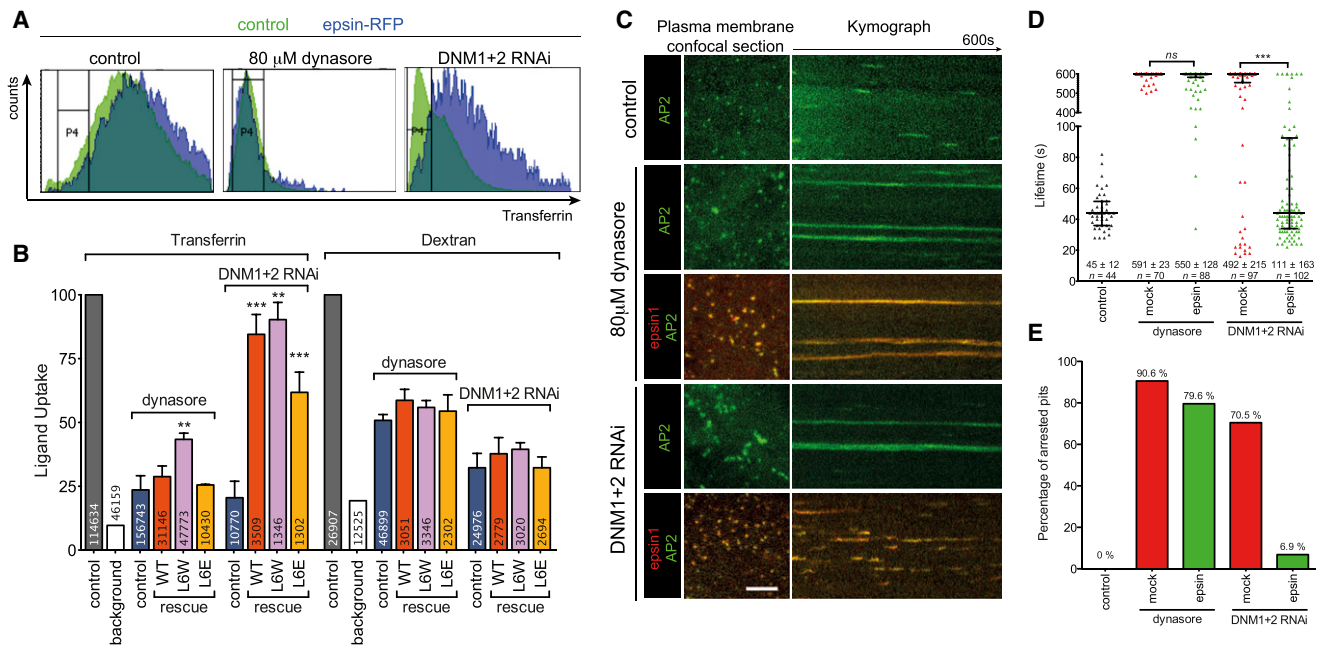 A
control epsin-RFP
control 80 µM dynasore DNM1+2 RNAi
counts
P4 P4 P4
Transferrin
B
Transferrin Dextran
DNM1+2 RNAi
dynasore
dynasore
DNM1+2 RNAi
*** ** ***
**
Ligand Uptake
100
75
50
25
0
114634 46159 156743 31146 47773 10430 10770 3509 1346 1302 26907 12525 46899 3051 3346 2302 24976 2779 3020 2694
control background control WT L6W L6E control WT L6W L6E control background control WT L6W L6E control WT L6W L6E
rescue rescue rescue rescue
C
Plasma membrane confocal section
Kymograph
600s
control
AP2
80µM dynasore
AP2
epsin1
AP2
DNM1+2 RNAi
AP2
epsin1
AP2
D
ns ***
Lifetime (s)
600
500
400
100
80
60
40
20
0
45 ± 12 591 ± 23 550 ± 128 492 ± 215 111 ± 163
n = 44 n = 70 n = 88 n = 97 n = 102
control mock epsin mock epsin
dynasore DNM1+2 RNAi
E
Percentage of arrested pits
100
80
60
40
20
0
0 % 90.6 % 79.6 % 70.5 % 6.9 %
control mock epsin mock epsin
dynasore DNM1+2 RNAi